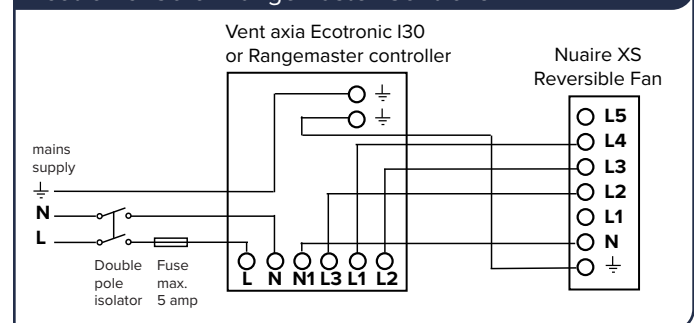 Vent axia Ecotronic I30
or Rangemaster controller
Nuaire XS
Reversible Fan
L5
L4
L3
L2
L1
N
mains
supply
N
L
L N N1 L3 L1 L2
Double
pole
isolator
Fuse
max.
5 amp